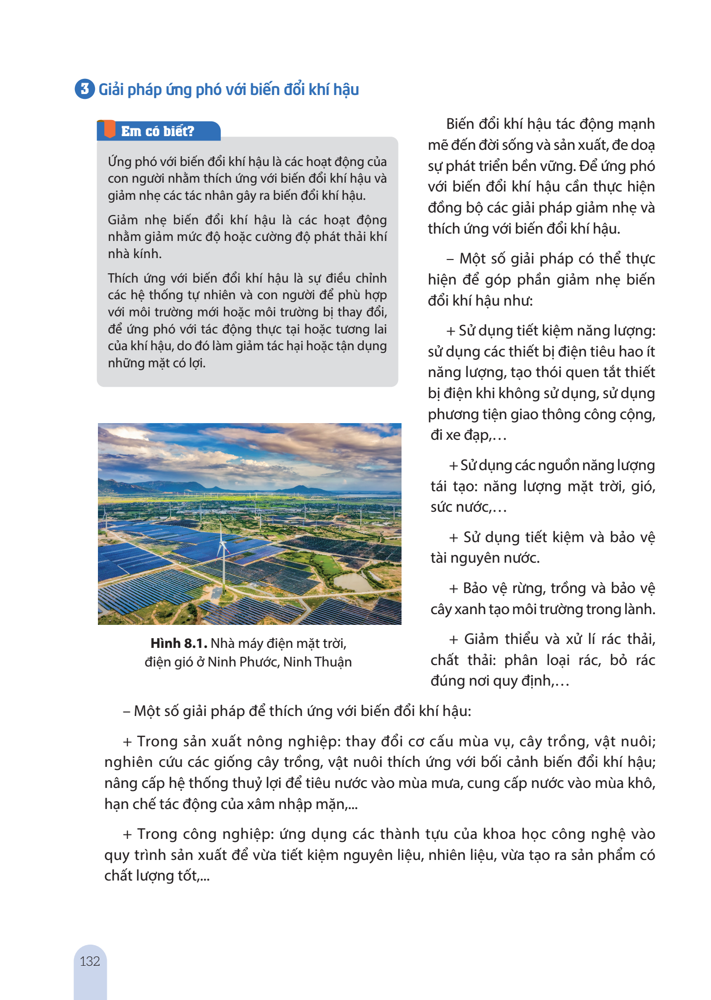 3 Giải pháp ứng phó với biến đổi khí hậu
Em có biết?
Ứng phó với biến đổi khí hậu là các hoạt động của
con người nhằm thích ứng với biến đổi khí hậu và
giảm nhẹ các tác nhân gây ra biến đổi khí hậu.
Giảm nhẹ biến đổi khí hậu là các hoạt động
nhằm giảm mức độ hoặc cường độ phát thải khí
nhà kính.
Thích ứng với biến đổi khí hậu là sự điều chỉnh
các hệ thống tự nhiên và con người để phù hợp
với môi trường mới hoặc môi trường bị thay đổi,
để ứng phó với tác động thực tại hoặc tương lai
của khí hậu, do đó làm giảm tác hại hoặc tận dụng
những mặt có lợi.
Hình 8.1. Nhà máy điện mặt trời,
điện gió ở Ninh Phước, Ninh Thuận
Biến đổi khí hậu tác động mạnh
mẽ đến đời sống và sản xuất, đe doạ
sự phát triển bền vững. Để ứng phó
với biến đổi khí hậu cần thực hiện
đồng bộ các giải pháp giảm nhẹ và
thích ứng với biến đổi khí hậu.
– Một số giải pháp có thể thực
hiện để góp phần giảm nhẹ biến
đổi khí hậu như:
+ Sử dụng tiết kiệm năng lượng:
sử dụng các thiết bị điện tiêu hao ít
năng lượng, tạo thói quen tắt thiết
bị điện khi không sử dụng, sử dụng
phương tiện giao thông công cộng,
đi xe đạp,…
+ Sử dụng các nguồn năng lượng
tái tạo: năng lượng mặt trời, gió,
sức nước,…
+ Sử dụng tiết kiệm và bảo vệ
tài nguyên nước.
+ Bảo vệ rừng, trồng và bảo vệ
cây xanh tạo môi trường trong lành.
+ Giảm thiểu và xử lí rác thải,
chất thải: phân loại rác, bỏ rác
đúng nơi quy định,…
– Một số giải pháp để thích ứng với biến đổi khí hậu:
+ Trong sản xuất nông nghiệp: thay đổi cơ cấu mùa vụ, cây trồng, vật nuôi;
nghiên cứu các giống cây trồng, vật nuôi thích ứng với bối cảnh biến đổi khí hậu;
nâng cấp hệ thống thuỷ lợi để tiêu nước vào mùa mưa, cung cấp nước vào mùa khô,
hạn chế tác động của xâm nhập mặn,...
+ Trong công nghiệp: ứng dụng các thành tựu của khoa học công nghệ vào
quy trình sản xuất để vừa tiết kiệm nguyên liệu, nhiên liệu, vừa tạo ra sản phẩm có
chất lượng tốt,...
132